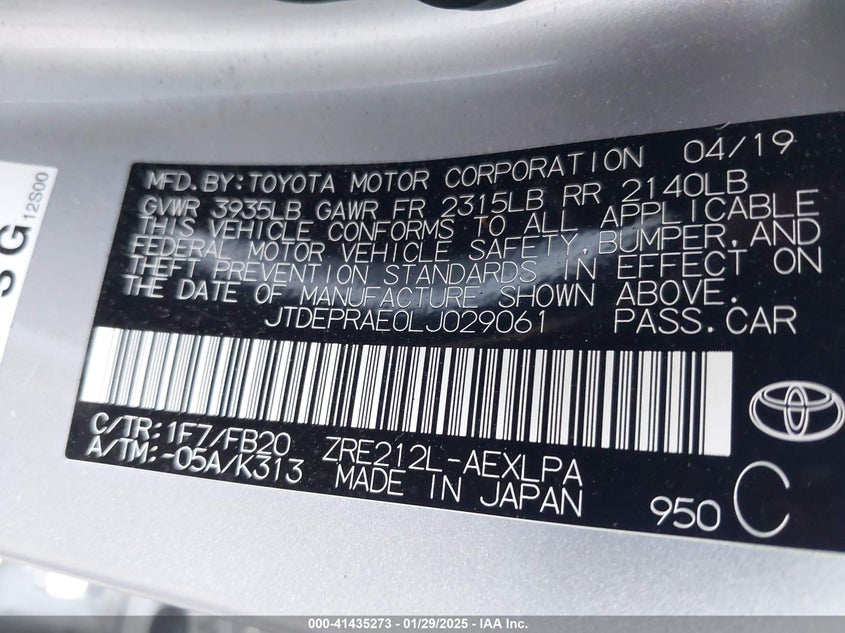 SG
12S00
MFD.BY:TOYOTA MOTOR CORPORATION 04/19
GVWR 3935LB GAWR FR 2315LB RR 2140LB
THIS VEHICLE CONFORMS TO ALL APPLICABLE
FEDERAL MOTOR VEHICLE SAFETY,BUMPER,AND
THEFT PREVENTION STANDARDS IN EFFECT ON
THE DATE OF MANUFACTURE SHOWN ABOVE.
JTDEPRAE0LJ029061 PASS.CAR
C/TR:1F7/FB20 ZRE212L-AEXLPA
A/TM:-05A/K313 MADE IN JAPAN
950 C
000-41435273 - 01/29/2025 - IAA Inc.